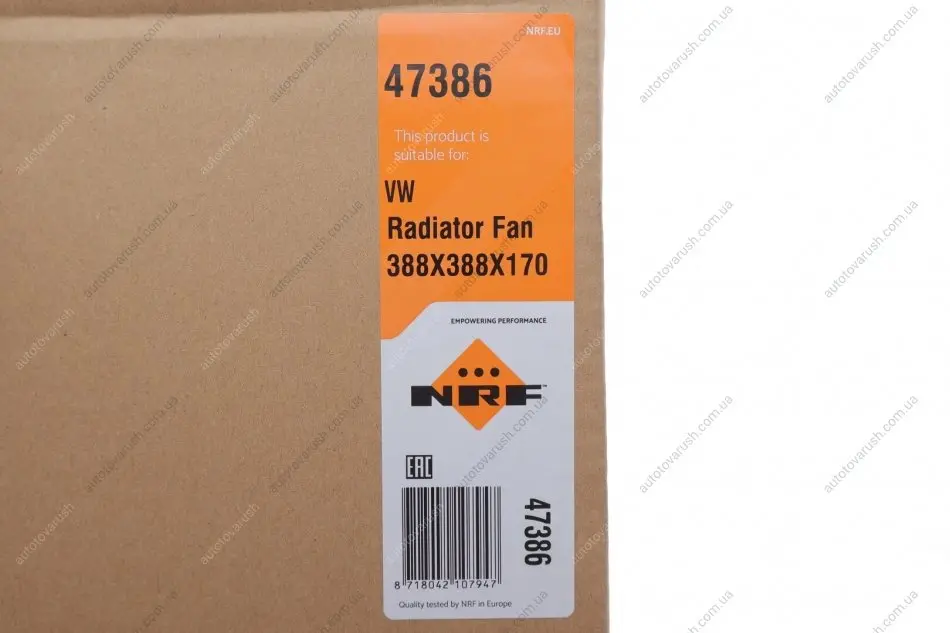 NRF.EU
47386
This product is
suitable for:
VW
Radiator Fan
388X388X170
EMPOWERING PERFORMANCE
NRF™
EAC
47386
8 718042 107947
Quality tested by NRF in Europe
autotovarush.com.ua